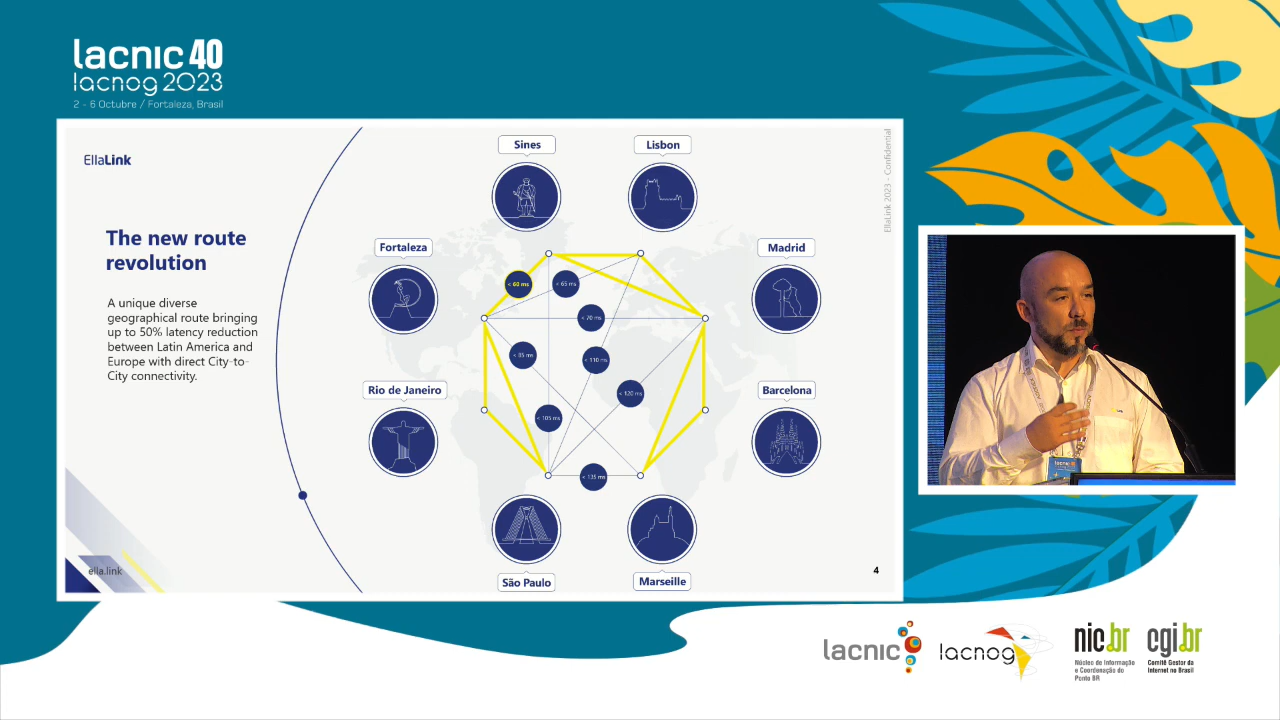 lacnic 40
lacnog 2023
2 - 6 Octubre / Fortaleza, Brasil
EllaLink
EllaLink 2023 - Confidential
The new route
revolution
A unique diverse
geographical route bringing
up to 50% latency reduction
between Latin America and
Europe with direct City
City connectivity.
Sines
Lisbon
Fortaleza
Madrid
< 60 ms
< 65 ms
< 70 ms
< 85 ms
< 110 ms
< 120 ms
Rio de Janeiro
Barcelona
< 105 ms
< 135 ms
São Paulo
Marseille
ella.link
4
lacnic
lacnic
lacnog
nic.br
Núcleo de Informação
e Coordenação do
Ponto BR
cgi.br
Comitê Gestor da
Internet no Brasil